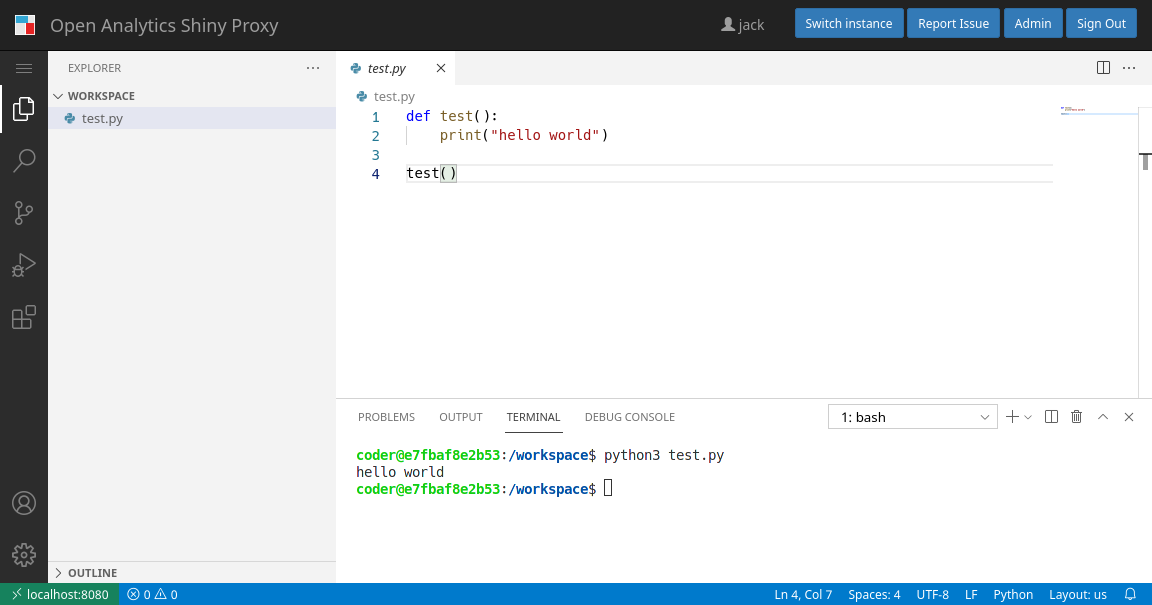 Open Analytics Shiny Proxy
jack
Switch instance
Report Issue
Admin
Sign Out
EXPLORER
WORKSPACE
test.py
test.py
test.py
1 def test():
2 print("hello world")
3
4 test()
PROBLEMS
OUTPUT
TERMINAL
DEBUG CONSOLE
1: bash
coder@e7fbaf8e2b53:/workspace$ python3 test.py
hello world
coder@e7fbaf8e2b53:/workspace$
OUTLINE
localhost:8080
0 0
Ln 4, Col 7
Spaces: 4
UTF-8
LF
Python
Layout: us